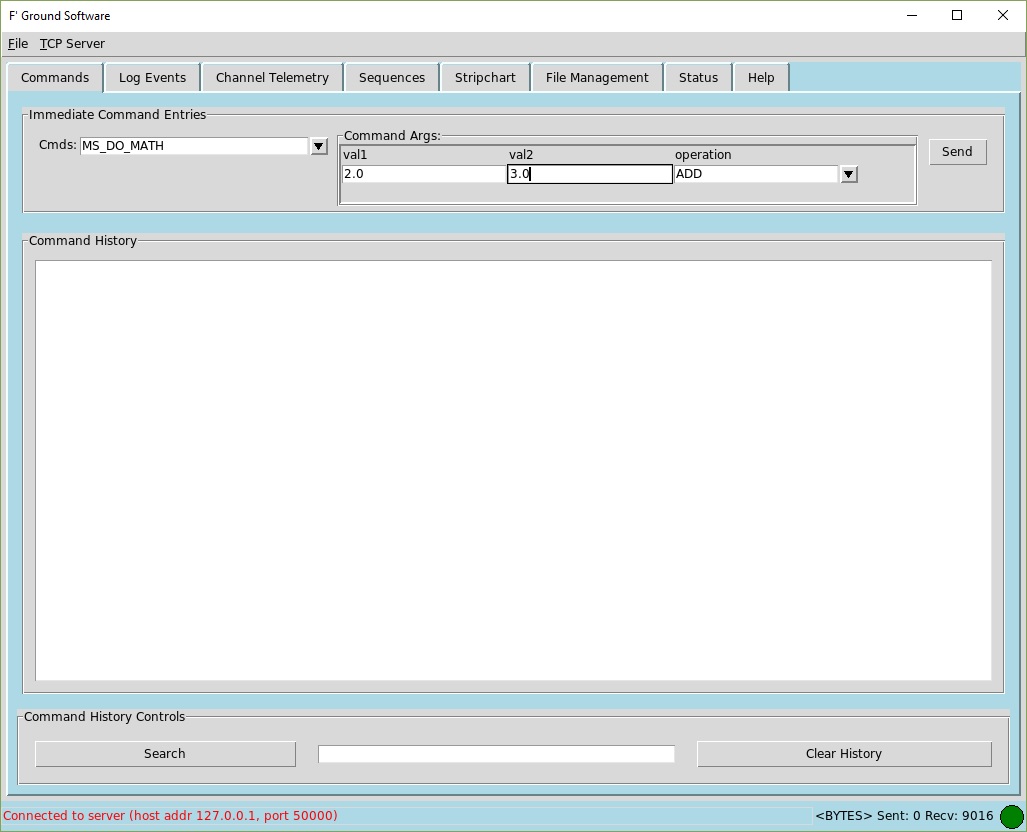 F' Ground Software
File TCP Server
Commands Log Events Channel Telemetry Sequences Stripchart File Management Status Help
Immediate Command Entries
Cmds: MS_DO_MATH
Command Args:
val1 val2 operation
2.0 3.0 ADD
Send
Command History
Command History Controls
Search Clear History
Connected to server (host addr 127.0.0.1, port 50000) <BYTES> Sent: 0 Recv: 9016